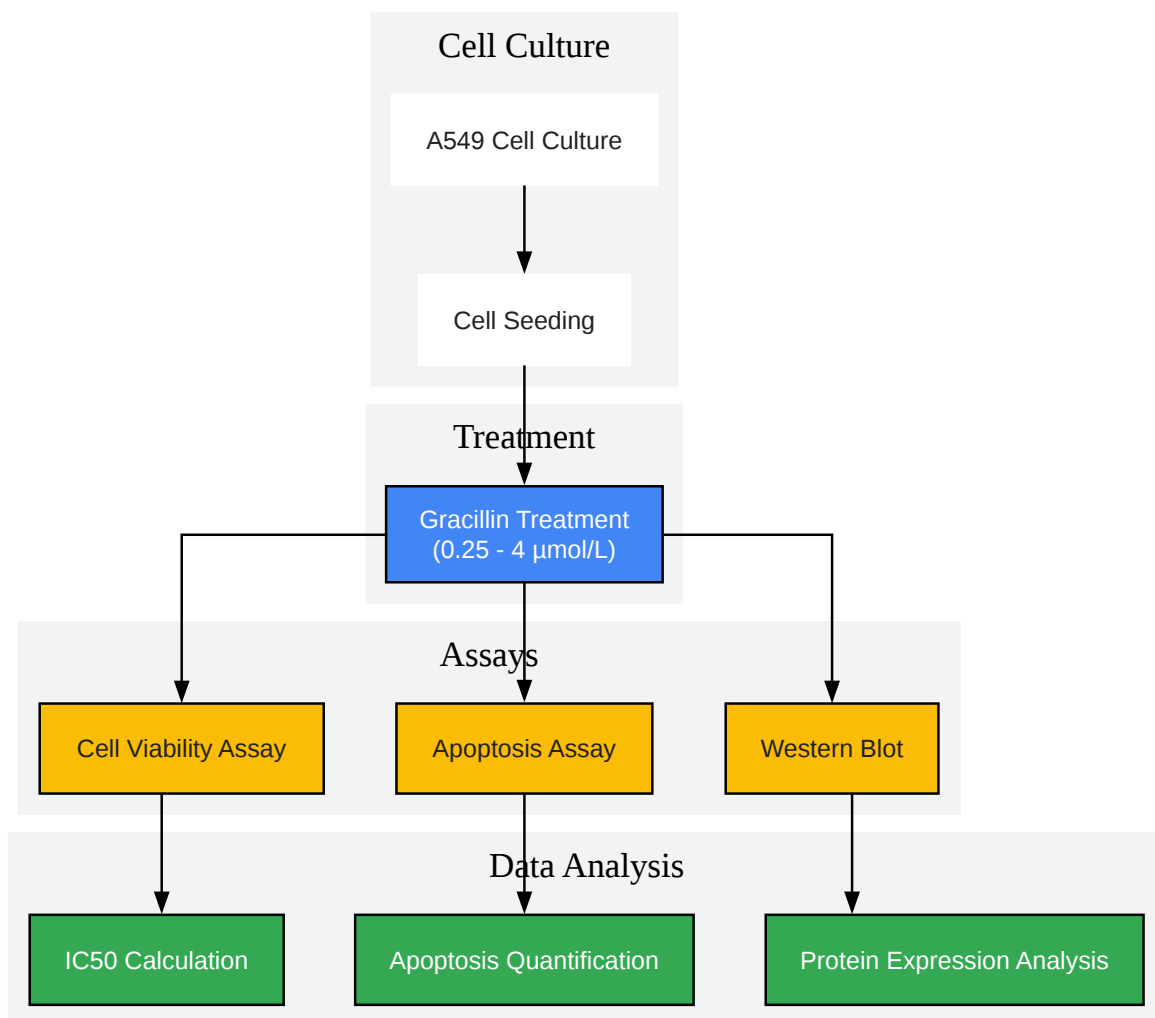 Cell Culture
A549 Cell Culture
Cell Seeding
Treatment
Gracillin Treatment
(0.25 - 4 µmol/L)
Assays
Cell Viability Assay
Apoptosis Assay
Western Blot
Data Analysis
IC50 Calculation
Apoptosis Quantification
Protein Expression Analysis